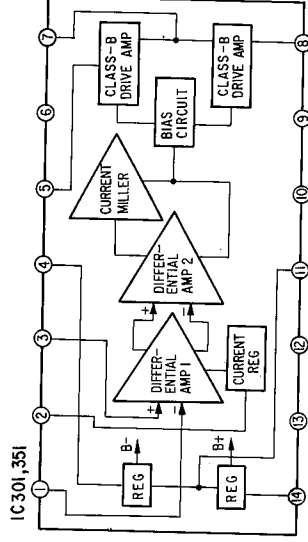 IC301,351
1
2
3
4
5
6
7
B-
REG
B+
REG
+
-
DIFFER-
ENTIAL
AMP 1
CURRENT
REG
+
-
DIFFER-
ENTIAL
AMP 2
CURRENT
MILLER
BIAS
CIRCUIT
CLASS-B
DRIVE AMP
CLASS-B
DRIVE AMP
14
13
12
11
10
9
8